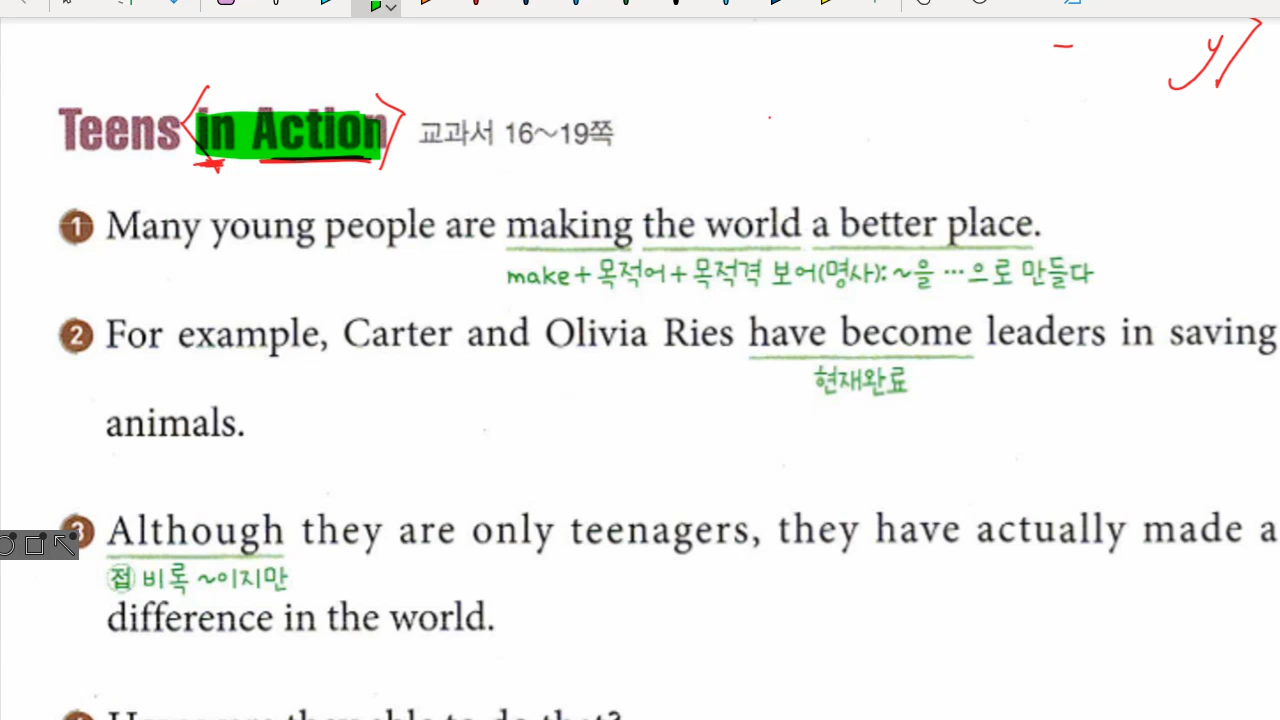 Teens in Action 교과서 16~19쪽
1 Many young people are making the world a better place.
make+목적어+목적격 보어(명사): ~을 …으로 만들다
2 For example, Carter and Olivia Ries have become leaders in saving
현재완료
animals.
3 Although they are only teenagers, they have actually made a
접 비록 ~이지만
difference in the world.